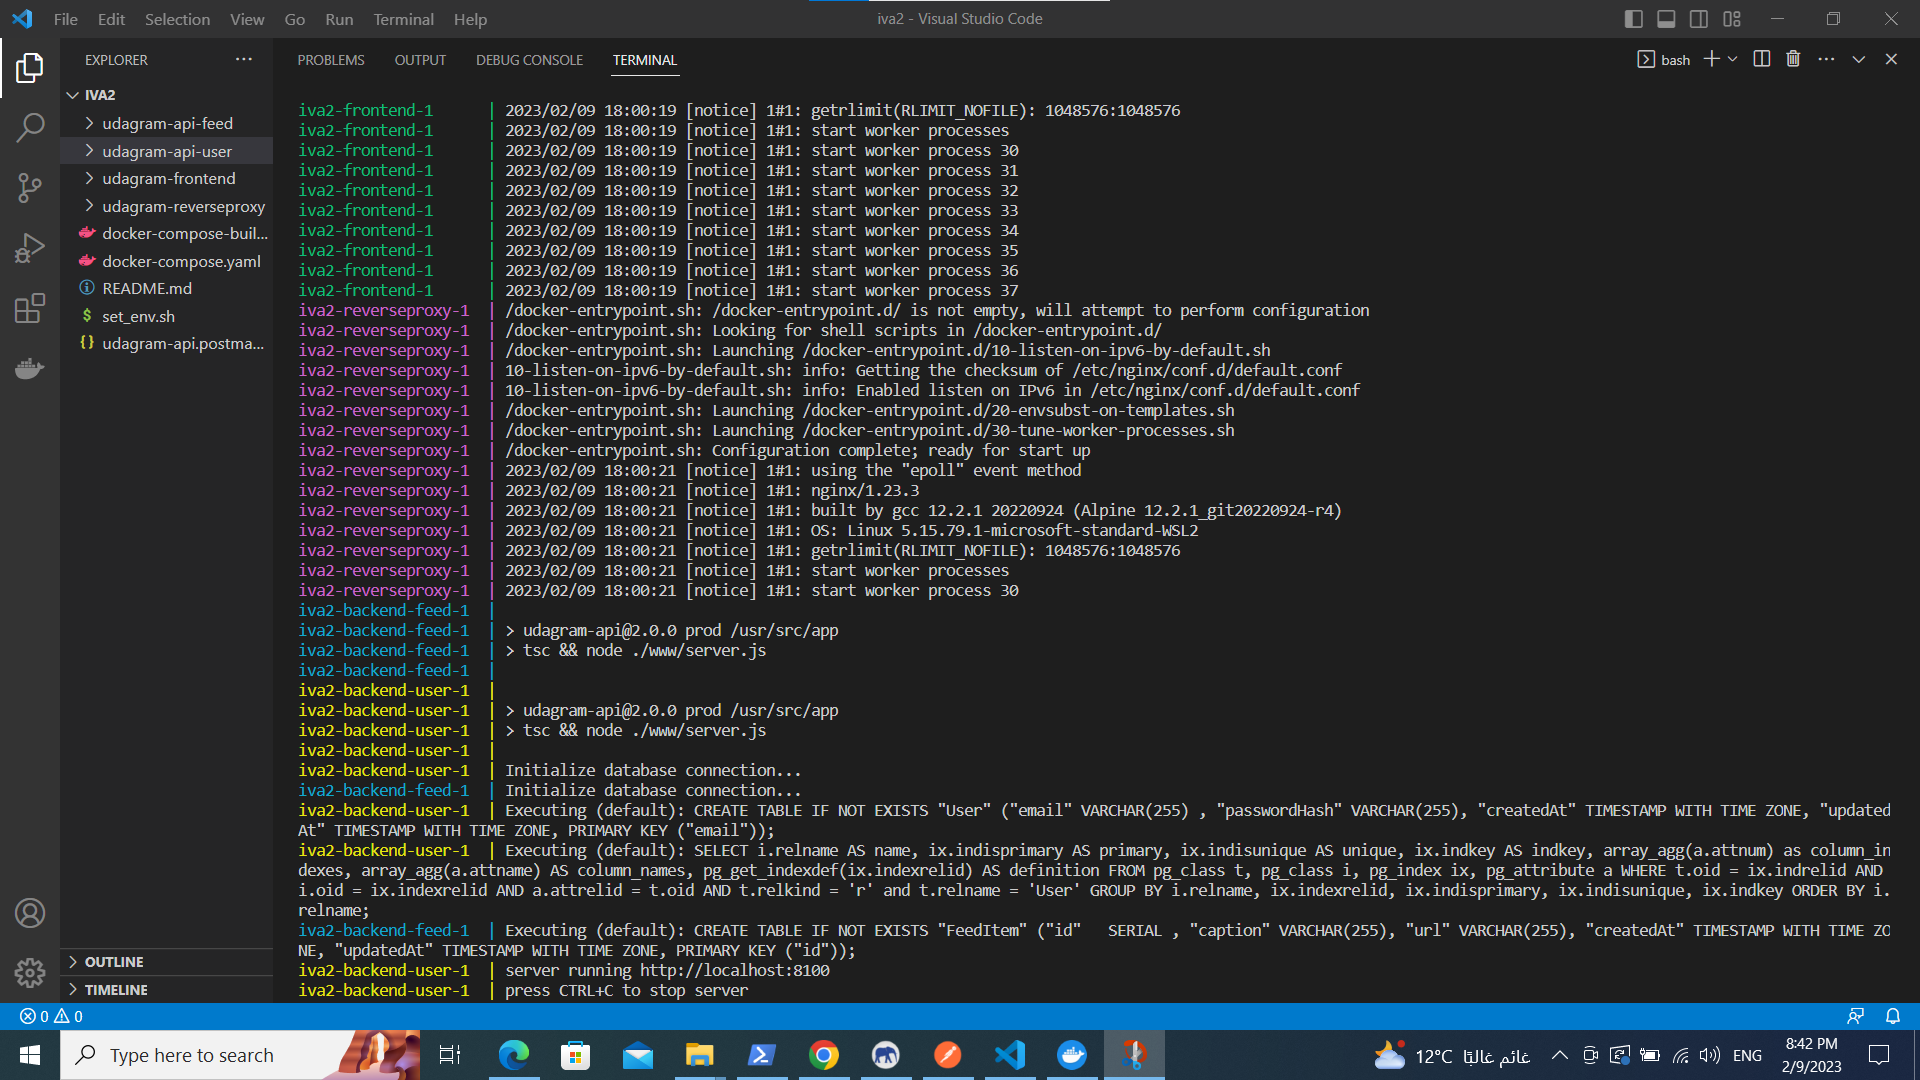 File Edit Selection View Go Run Terminal Help
iva2 - Visual Studio Code
EXPLORER
IVA2
udagram-api-feed
udagram-api-user
udagram-frontend
udagram-reverseproxy
docker-compose-buil...
docker-compose.yaml
README.md
$ set_env.sh
{} udagram-api.postma...
OUTLINE
TIMELINE
PROBLEMS OUTPUT DEBUG CONSOLE TERMINAL
bash
iva2-frontend-1 | 2023/02/09 18:00:19 [notice] 1#1: getrlimit(RLIMIT_NOFILE): 1048576:1048576
iva2-frontend-1 | 2023/02/09 18:00:19 [notice] 1#1: start worker processes
iva2-frontend-1 | 2023/02/09 18:00:19 [notice] 1#1: start worker process 30
iva2-frontend-1 | 2023/02/09 18:00:19 [notice] 1#1: start worker process 31
iva2-frontend-1 | 2023/02/09 18:00:19 [notice] 1#1: start worker process 32
iva2-frontend-1 | 2023/02/09 18:00:19 [notice] 1#1: start worker process 33
iva2-frontend-1 | 2023/02/09 18:00:19 [notice] 1#1: start worker process 34
iva2-frontend-1 | 2023/02/09 18:00:19 [notice] 1#1: start worker process 35
iva2-frontend-1 | 2023/02/09 18:00:19 [notice] 1#1: start worker process 36
iva2-frontend-1 | 2023/02/09 18:00:19 [notice] 1#1: start worker process 37
iva2-reverseproxy-1 | /docker-entrypoint.sh: /docker-entrypoint.d/ is not empty, will attempt to perform configuration
iva2-reverseproxy-1 | /docker-entrypoint.sh: Looking for shell scripts in /docker-entrypoint.d/
iva2-reverseproxy-1 | /docker-entrypoint.sh: Launching /docker-entrypoint.d/10-listen-on-ipv6-by-default.sh
iva2-reverseproxy-1 | 10-listen-on-ipv6-by-default.sh: info: Getting the checksum of /etc/nginx/conf.d/default.conf
iva2-reverseproxy-1 | 10-listen-on-ipv6-by-default.sh: info: Enabled listen on IPv6 in /etc/nginx/conf.d/default.conf
iva2-reverseproxy-1 | /docker-entrypoint.sh: Launching /docker-entrypoint.d/20-envsubst-on-templates.sh
iva2-reverseproxy-1 | /docker-entrypoint.sh: Launching /docker-entrypoint.d/30-tune-worker-processes.sh
iva2-reverseproxy-1 | /docker-entrypoint.sh: Configuration complete; ready for start up
iva2-reverseproxy-1 | 2023/02/09 18:00:21 [notice] 1#1: using the "epoll" event method
iva2-reverseproxy-1 | 2023/02/09 18:00:21 [notice] 1#1: nginx/1.23.3
iva2-reverseproxy-1 | 2023/02/09 18:00:21 [notice] 1#1: built by gcc 12.2.1 20220924 (Alpine 12.2.1_git20220924-r4)
iva2-reverseproxy-1 | 2023/02/09 18:00:21 [notice] 1#1: OS: Linux 5.15.79.1-microsoft-standard-WSL2
iva2-reverseproxy-1 | 2023/02/09 18:00:21 [notice] 1#1: getrlimit(RLIMIT_NOFILE): 1048576:1048576
iva2-reverseproxy-1 | 2023/02/09 18:00:21 [notice] 1#1: start worker processes
iva2-reverseproxy-1 | 2023/02/09 18:00:21 [notice] 1#1: start worker process 30
iva2-backend-feed-1 |
iva2-backend-feed-1 | > udagram-api@2.0.0 prod /usr/src/app
iva2-backend-feed-1 | > tsc && node ./www/server.js
iva2-backend-feed-1 |
iva2-backend-user-1 |
iva2-backend-user-1 | > udagram-api@2.0.0 prod /usr/src/app
iva2-backend-user-1 | > tsc && node ./www/server.js
iva2-backend-user-1 |
iva2-backend-user-1 | Initialize database connection...
iva2-backend-feed-1 | Initialize database connection...
iva2-backend-user-1 | Executing (default): CREATE TABLE IF NOT EXISTS "User" ("email" VARCHAR(255) , "passwordHash" VARCHAR(255), "createdAt" TIMESTAMP WITH TIME ZONE, "updated
At" TIMESTAMP WITH TIME ZONE, PRIMARY KEY ("email"));
iva2-backend-user-1 | Executing (default): SELECT i.relname AS name, ix.indisprimary AS primary, ix.indisunique AS unique, ix.indkey AS indkey, array_agg(a.attnum) as column_in
dexes, array_agg(a.attname) AS column_names, pg_get_indexdef(ix.indexrelid) AS definition FROM pg_class t, pg_class i, pg_index ix, pg_attribute a WHERE t.oid = ix.indrelid AND
i.oid = ix.indexrelid AND a.attrelid = t.oid AND t.relkind = 'r' and t.relname = 'User' GROUP BY i.relname, ix.indexrelid, ix.indisprimary, ix.indisunique, ix.indkey ORDER BY i.
relname;
iva2-backend-feed-1 | Executing (default): CREATE TABLE IF NOT EXISTS "FeedItem" ("id" SERIAL , "caption" VARCHAR(255), "url" VARCHAR(255), "createdAt" TIMESTAMP WITH TIME ZO
NE, "updatedAt" TIMESTAMP WITH TIME ZONE, PRIMARY KEY ("id"));
iva2-backend-user-1 | server running http://localhost:8100
iva2-backend-user-1 | press CTRL+C to stop server
0 0
Type here to search
12°C غائم غالبًا
ENG
8:42 PM
2/9/2023